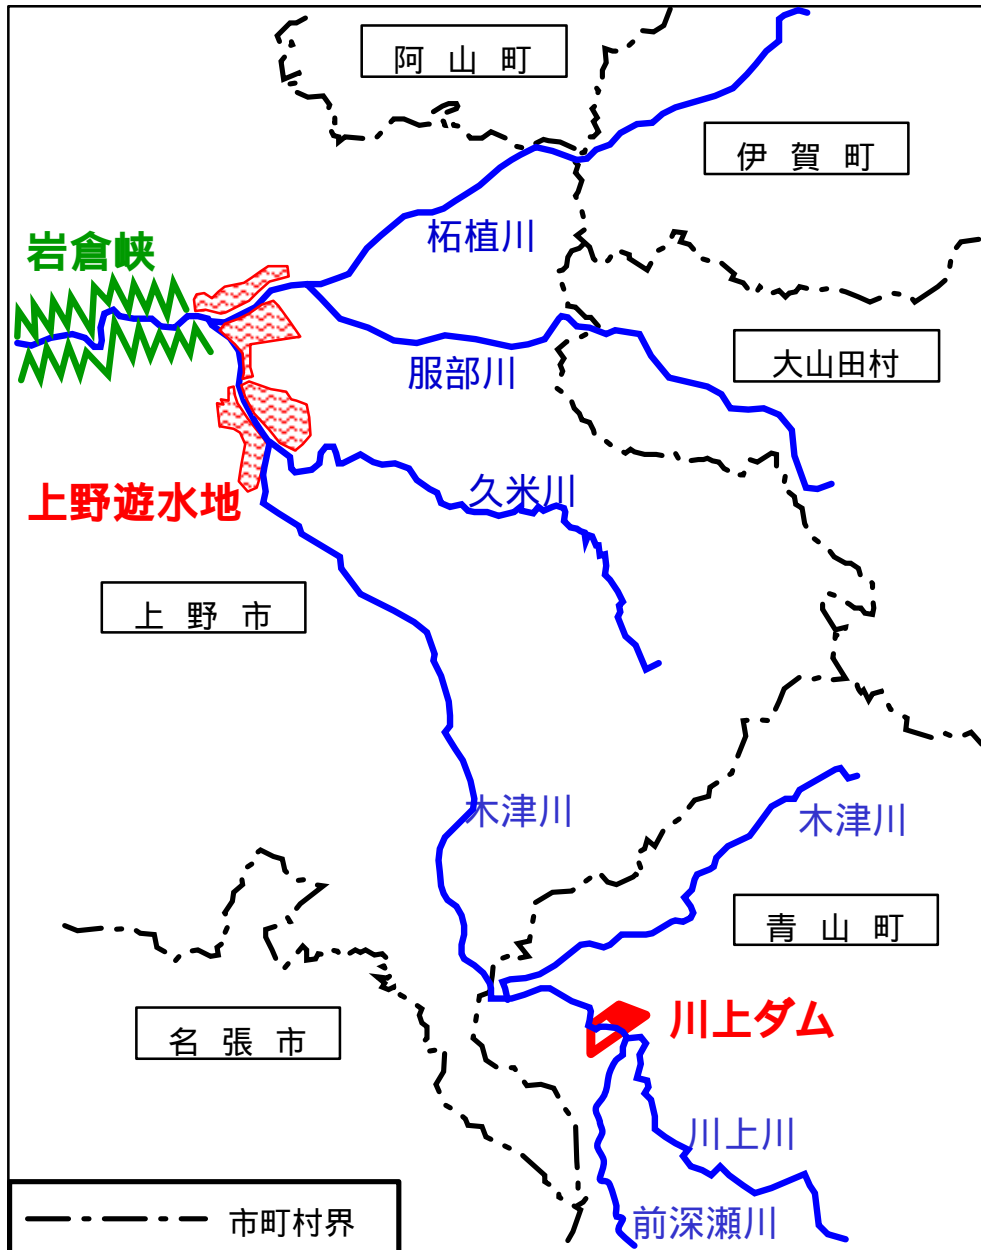 阿山町
伊賀町
柘植川
岩倉峡
大山田村
服部川
久米川
上野遊水地
上野市
木津川
木津川
青山町
川上ダム
名張市
川上川
前深瀬川
市町村界